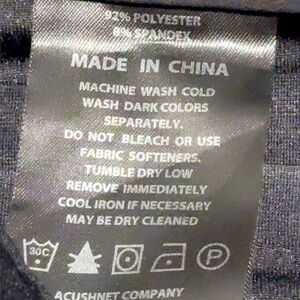 92% POLYESTER
8% SPANDEX
MADE IN CHINA
MACHINE WASH COLD
WASH DARK COLORS
SEPARATELY.
DO NOT BLEACH OR USE
FABRIC SOFTENERS.
TUMBLE DRY LOW
REMOVE IMMEDIATELY
COOL IRON IF NECESSARY
MAY BE DRY CLEANED
30C P
ACUSHNET COMPANY